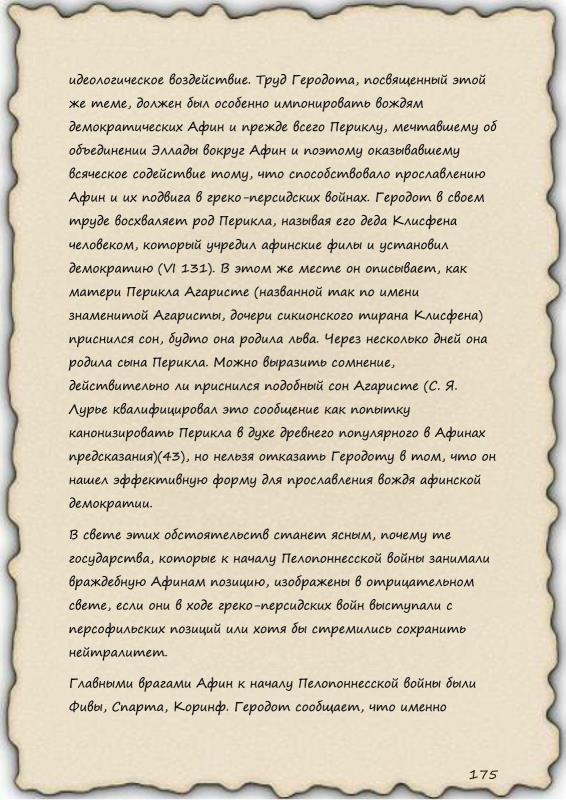 идеологическое воздействие. Труд Геродота, посвященный этой
же теме, должен был особенно импонировать вождям
демократических Афин и прежде всего Периклу, мечтавшему об
объединении Эллады вокруг Афин и поэтому оказывавшему
всяческое содействие тому, что способствовало прославлению
Афин и их подвига в греко-персидских войнах. Геродот в своем
труде восхваляет род Перикла, называя его деда Клисфена
человеком, который учредил афинские филы и установил
демократию (VI 131). В этом же месте он описывает, как
матери Перикла Агаристе (названной так по имени
знаменитой Агаристы, дочери сикионского тирана Клисфена)
приснился сон, будто она родила льва. Через несколько дней она
родила сына Перикла. Можно выразить сомнение,
действительно ли приснился подобный сон Агаристе (С. Я.
Лурье квалифицировал это сообщение как попытку
канонизировать Перикла в духе древнего популярного в Афинах
предсказания)(43), но нельзя отказать Геродоту в том, что он
нашел эффективную форму для прославления вождя афинской
демократии.
В свете этих обстоятельств станет ясным, почему те
государства, которые к началу Пелопоннесской войны занимали
враждебную Афинам позицию, изображены в отрицательном
свете, если они в ходе греко-персидских войн выступали с
персофильских позиций или хотя бы стремились сохранить
нейтралитет.
Главными врагами Афин к началу Пелопоннесской войны были
Фивы, Спарта, Коринф. Геродот сообщает, что именно
175